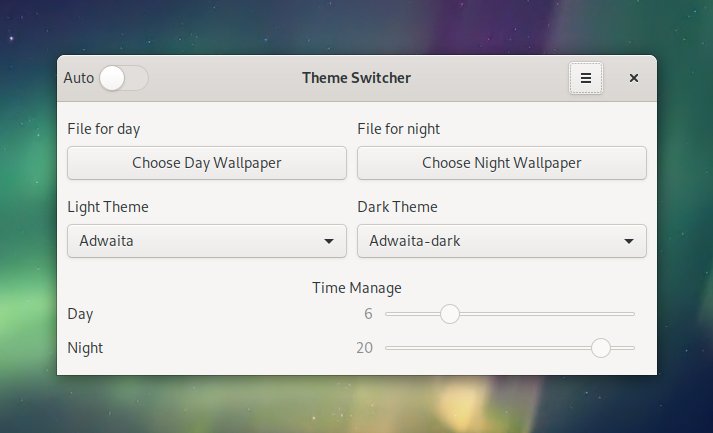 Auto
Theme Switcher
File for day
File for night
Choose Day Wallpaper
Choose Night Wallpaper
Light Theme
Dark Theme
Adwaita
Adwaita-dark
Time Manage
Day
6
Night
20